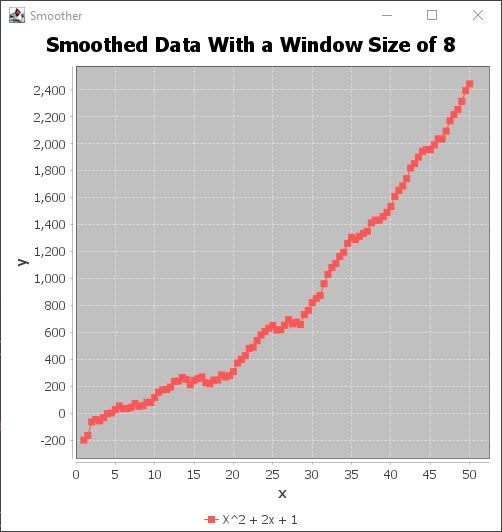 Smoother
Smoothed Data With a Window Size of 8
2,400
2,200
2,000
1,800
1,600
1,400
1,200
1,000
800
600
400
200
0
-200
y
0 5 10 15 20 25 30 35 40 45 50
x
X^2 + 2x + 1